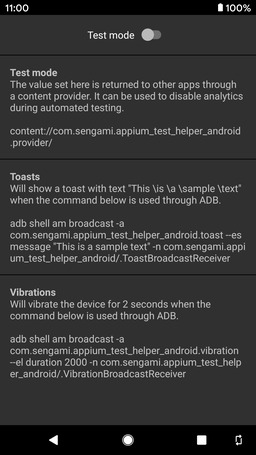 11:00
100%
Test mode
Test mode
The value set here is returned to other apps through
a content provider. It can be used to disable analytics
during automated testing.
content://com.sengami.appium_test_helper_android
.provider/
Toasts
Will show a toast with text "This \is \a \sample \text"
when the command below is used through ADB.
adb shell am broadcast -a
com.sengami.appium_test_helper_android.toast --es
message "This is a sample text" -n com.sengami.appi
um_test_helper_android/.ToastBroadcastReceiver
Vibrations
Will vibrate the device for 2 seconds when the
command below is used through ADB.
adb shell am broadcast -a
com.sengami.appium_test_helper_android.vibration
--el duration 2000 -n com.sengami.appium_test_help
er_android/.VibrationBroadcastReceiver